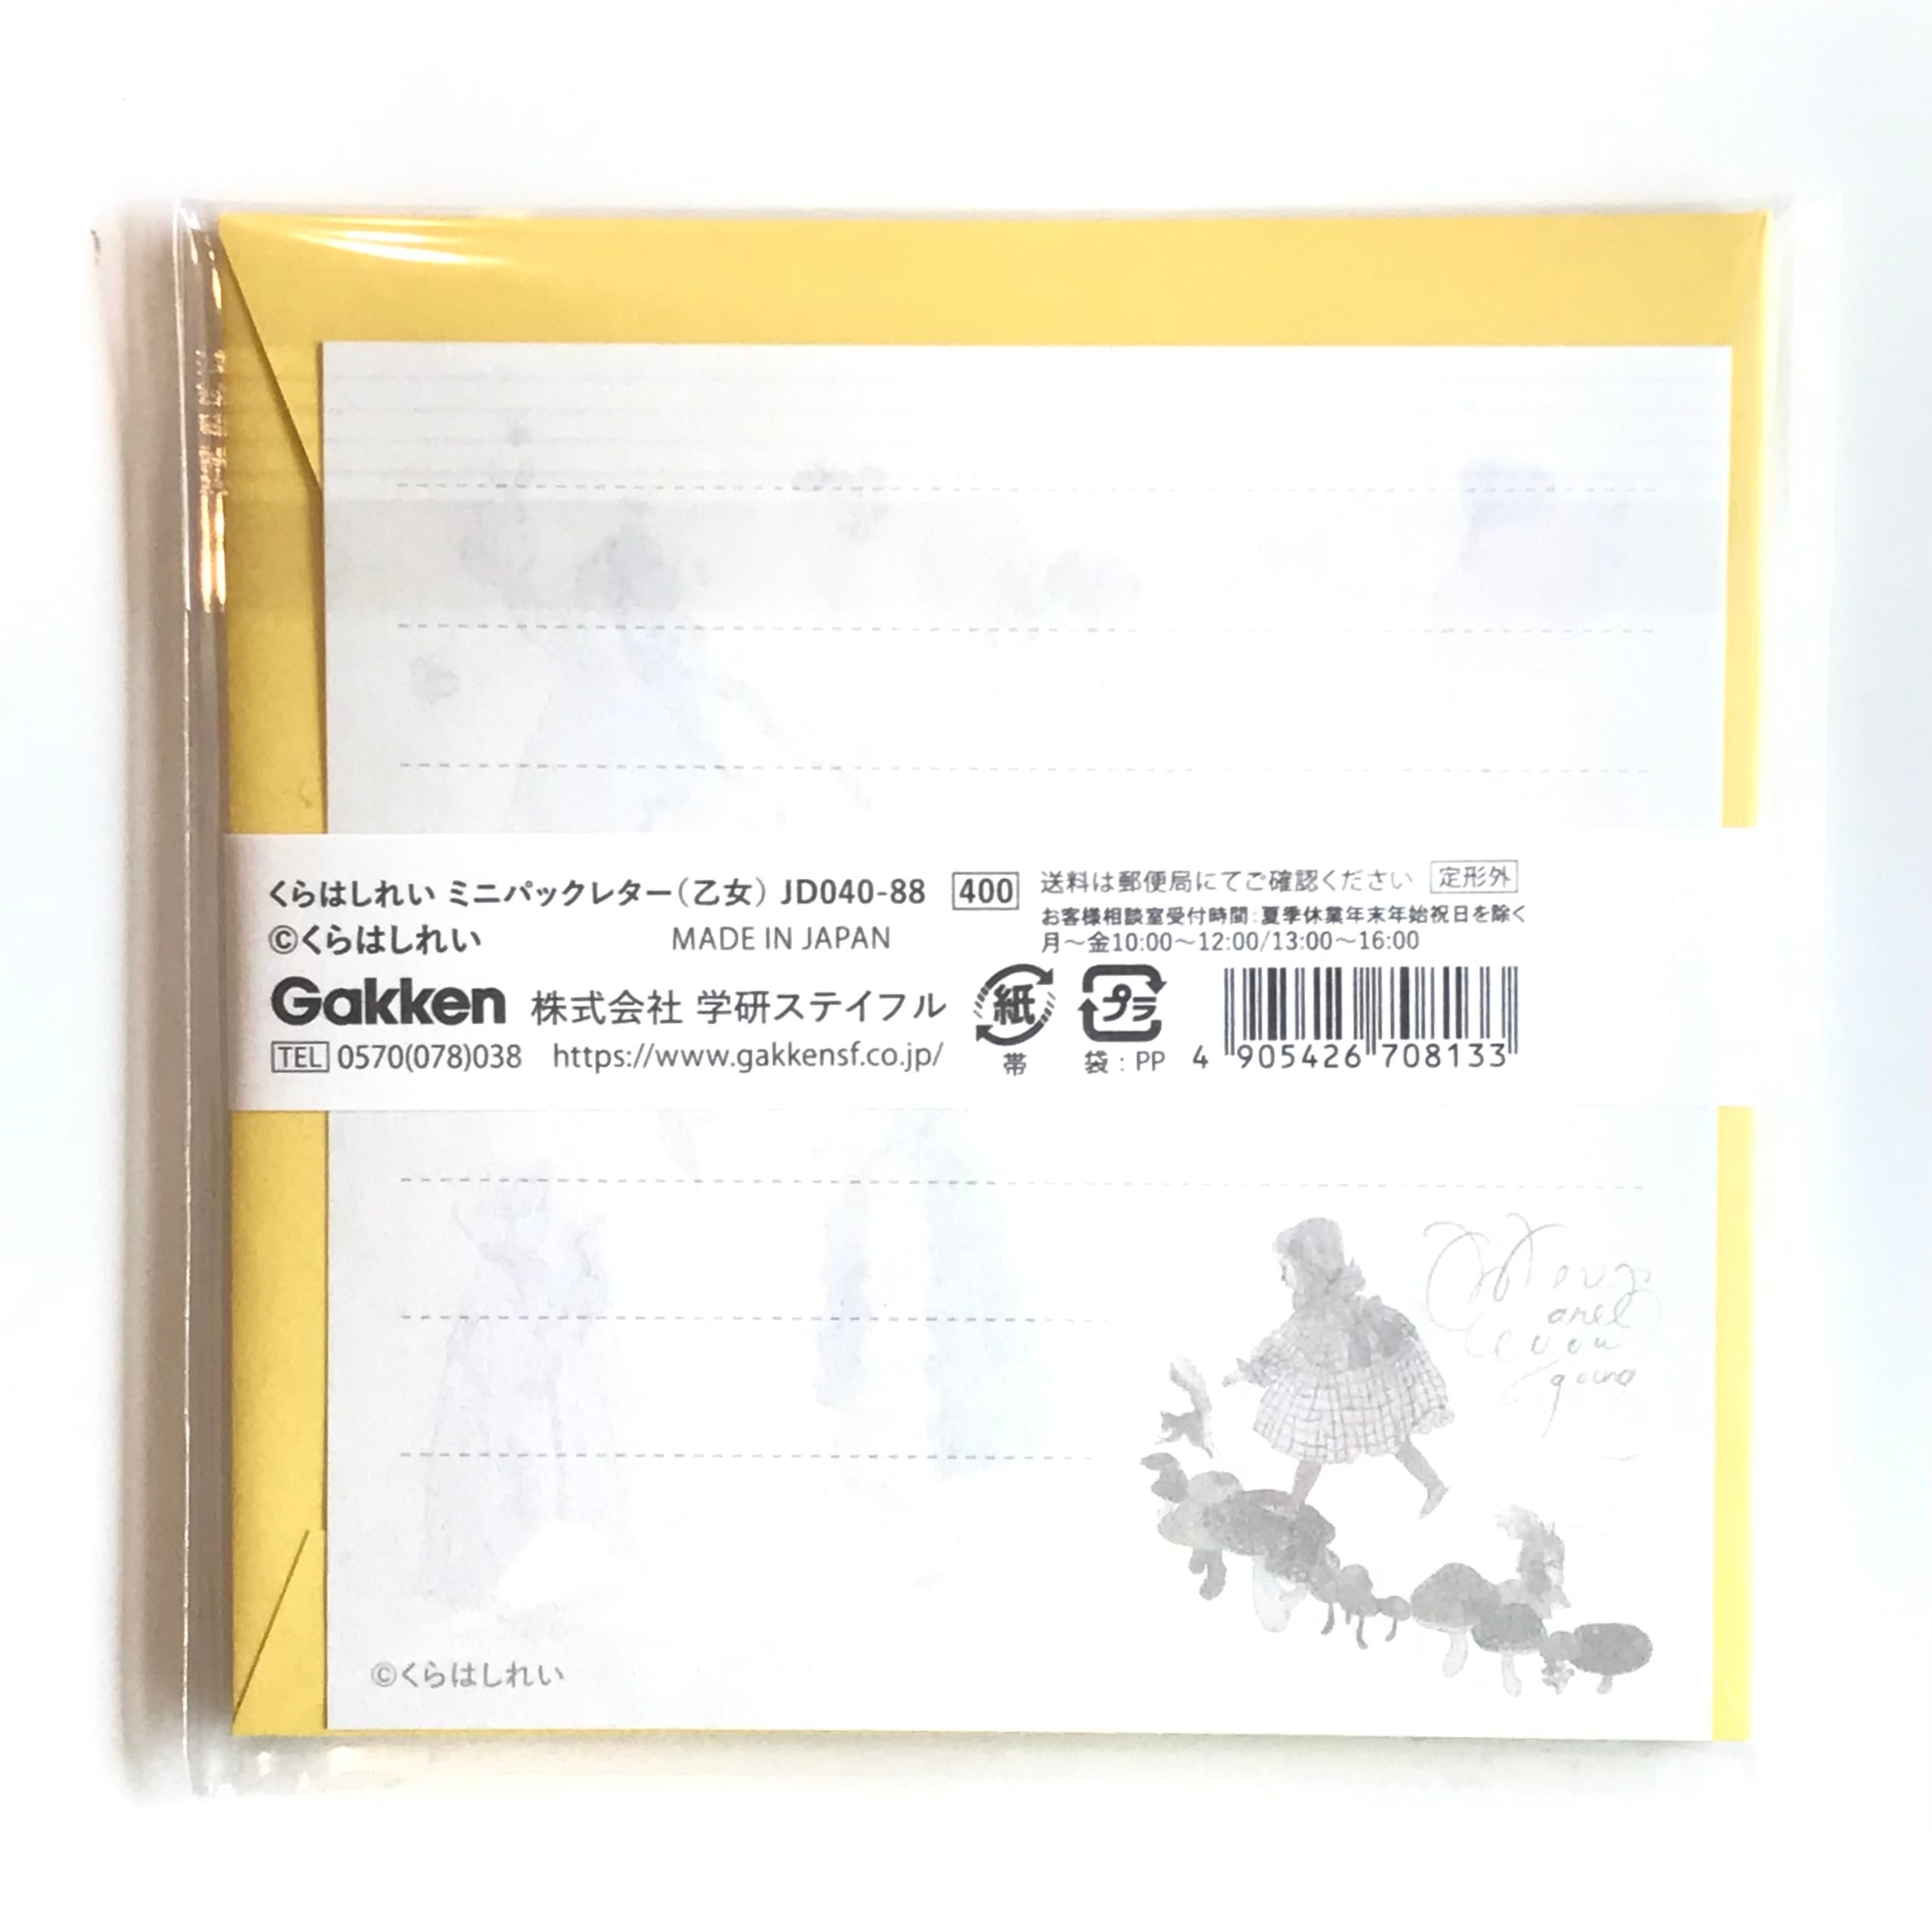 くらはしれい ミニパックレター（乙女） JD040-88 400
©くらはしれい MADE IN JAPAN
送料は郵便局にてご確認ください 定形外
お客様相談室受付時間：夏季休業年末年始祝日を除く
月～金10:00～12:00/13:00～16:00
Gakken 株式会社 学研ステイフル
TEL 0570(078)038 https://www.gakkensf.co.jp/
紙
帯
プラ
袋：PP
4 905426 708133
are
you
going
©くらはしれい